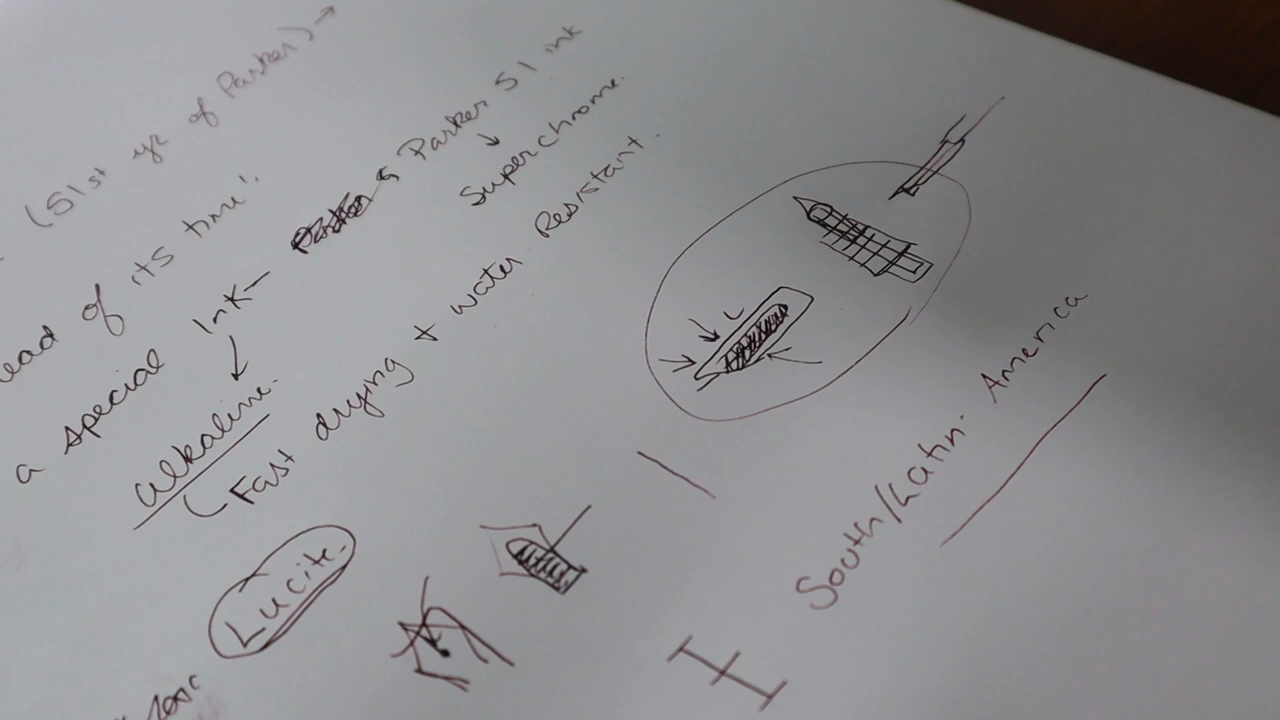 (51st yr of Parker) →
ead of its time'.
a special Ink - Parker 51 ink
↓
Superchrome.
↓
alkaline.
(Fast drying + water Resistant.
Lucite.
South/Latin America